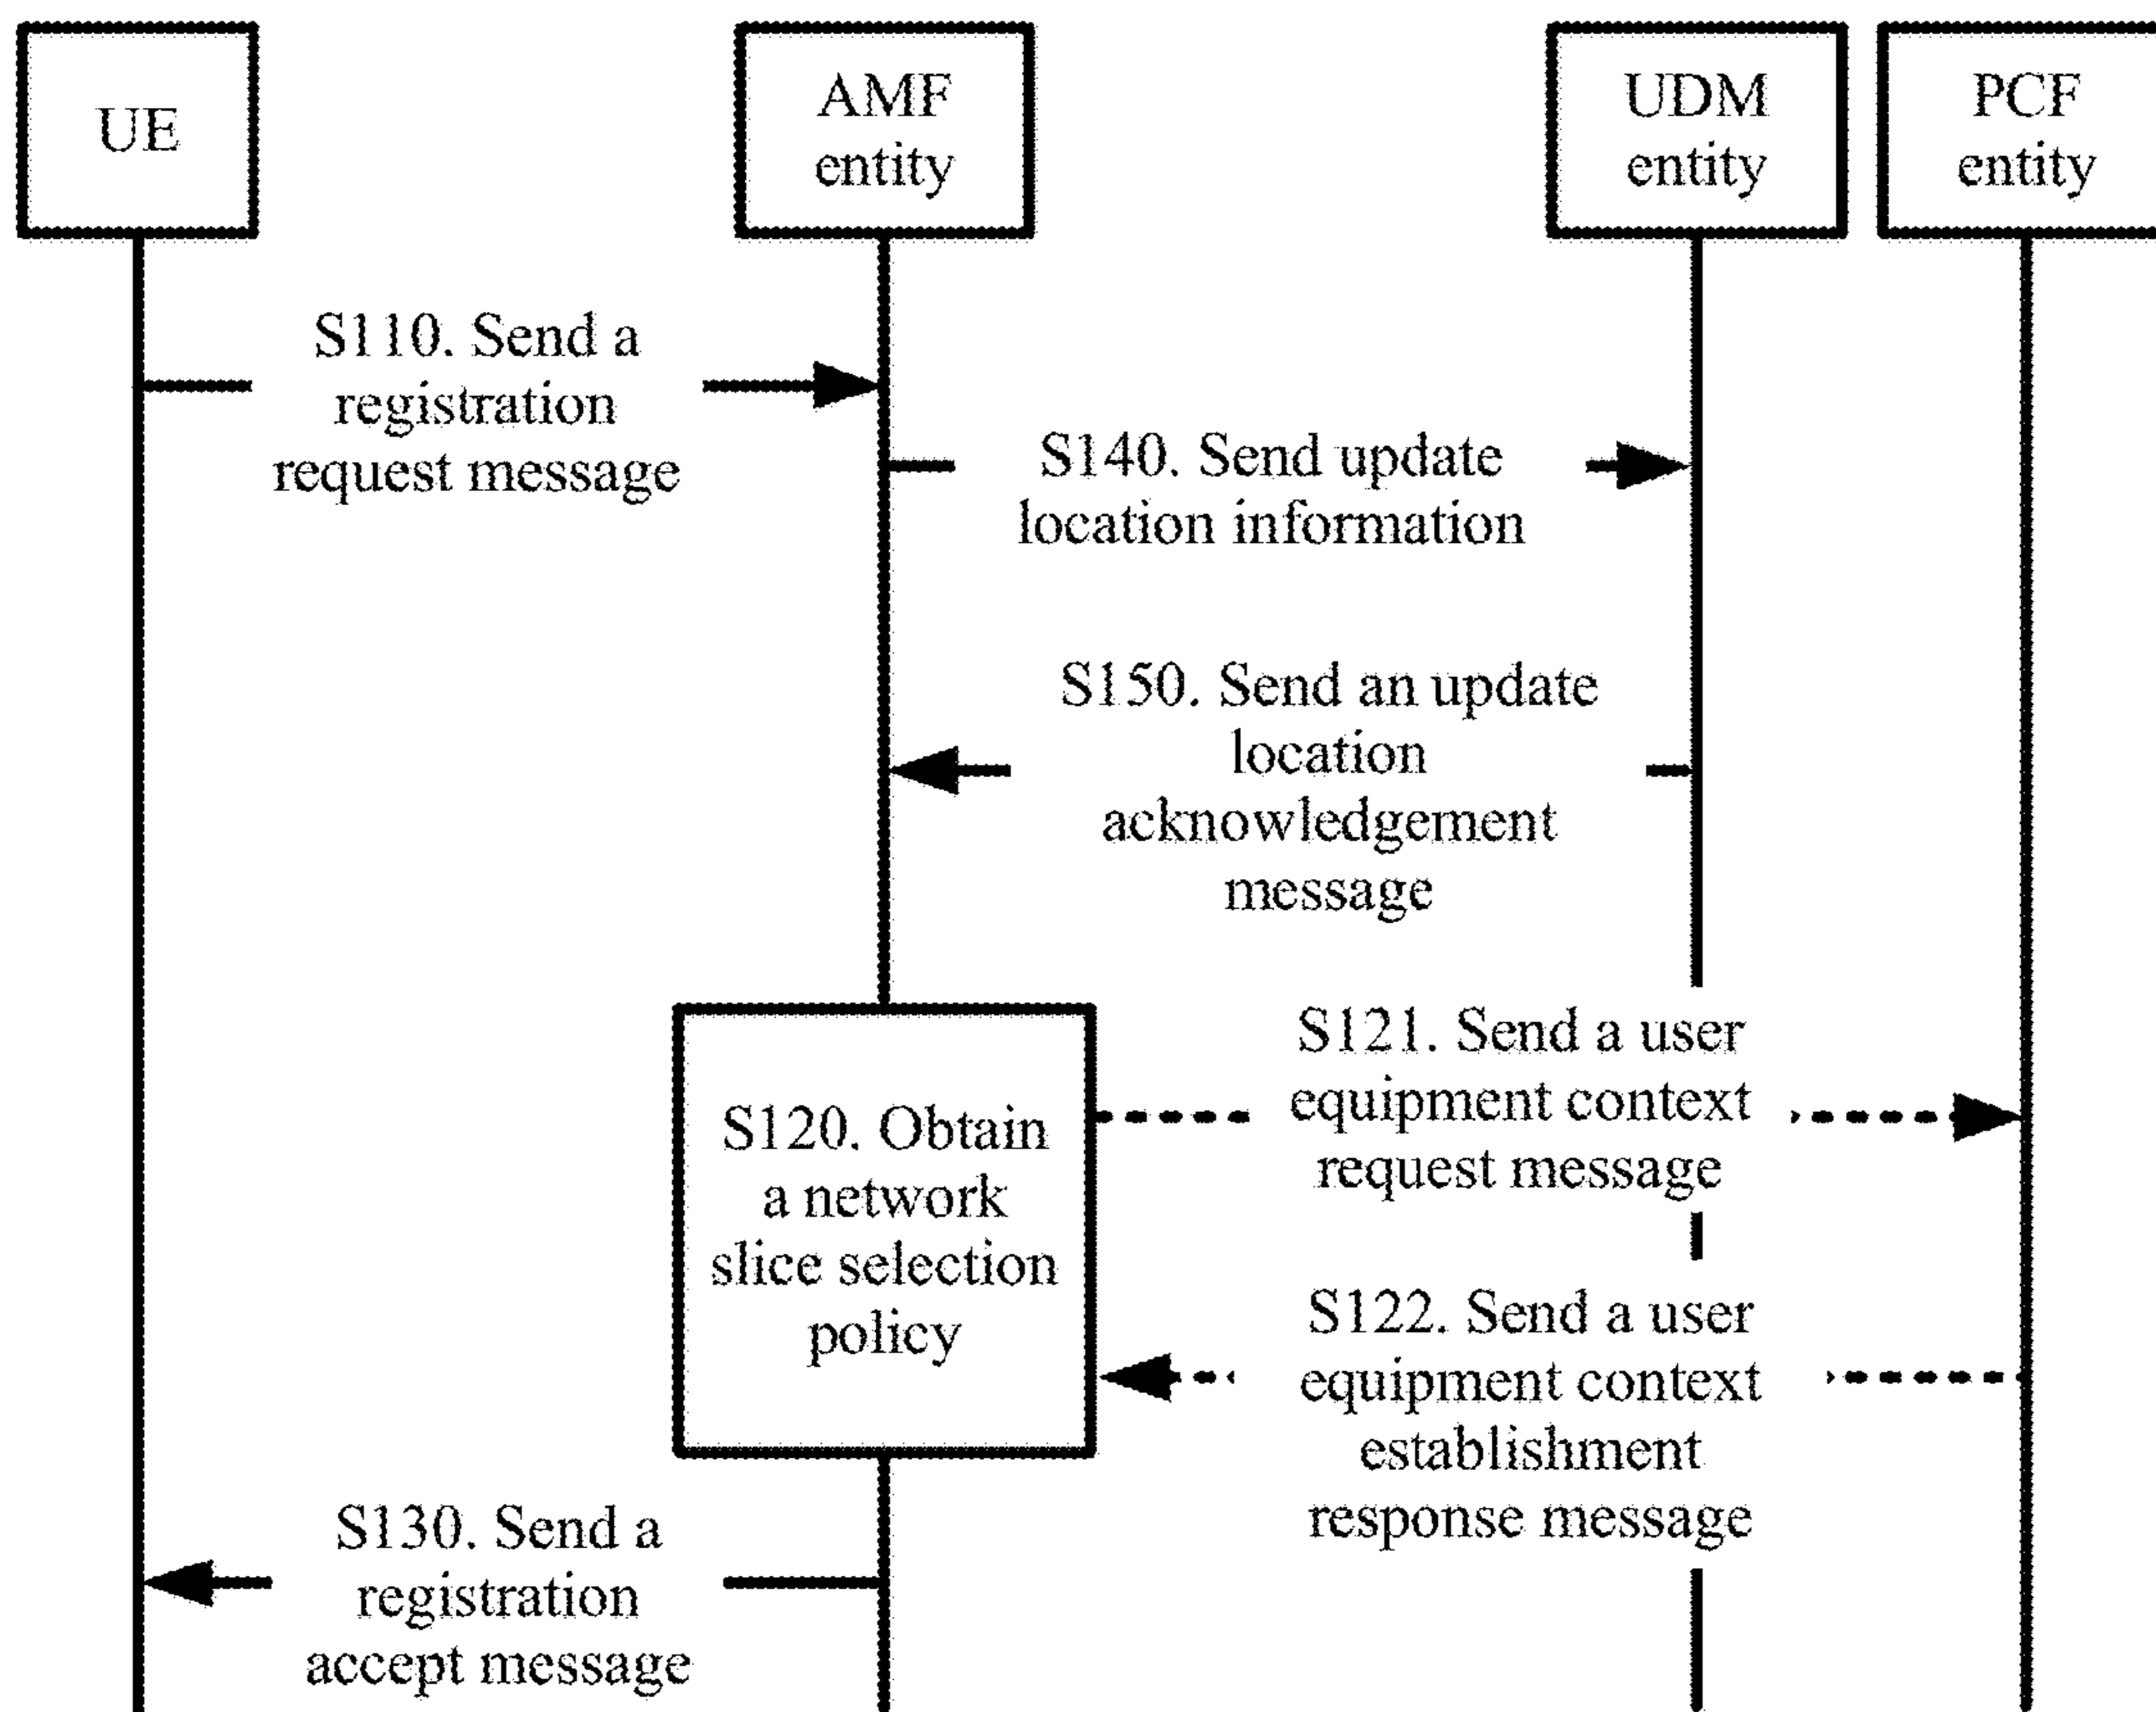 UE
AMF
entity
UDM
entity
PCF
entity
S110. Send a
registration
request message
S140. Send update
location information
S150. Send an update
location
acknowledgement
message
S120. Obtain
a network
slice selection
policy
S121. Send a user
equipment context
request message
S122. Send a user
equipment context
establishment
response message
S130. Send a
registration
accept message